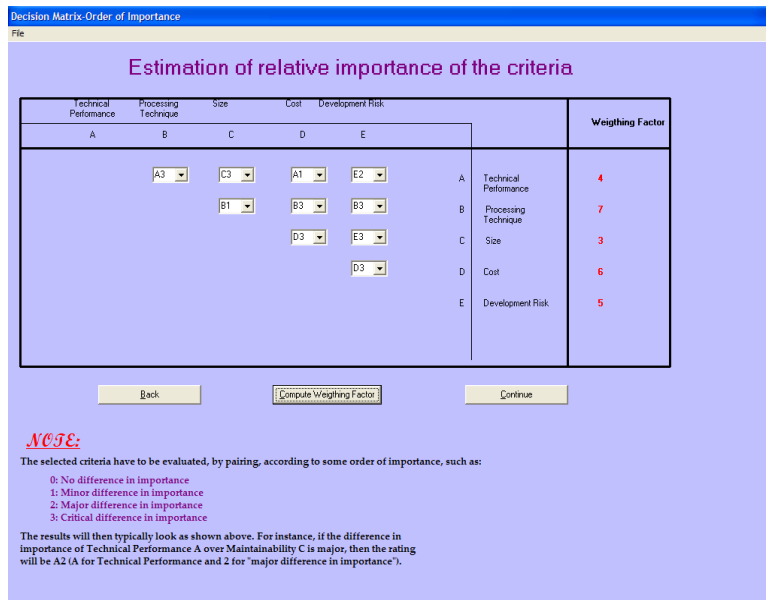 Decision Matrix-Order of Importance
File
Estimation of relative importance of the criteria
Technical Performance Processing Technique Size Cost Development Risk
Weigthing Factor
A B C D E
A3 C3 A1 E2 A Technical Performance 4
B1 B3 B3 B Processing Technique 7
D3 E3 C Size 3
D3 D Cost 6
E Development Risk 5
Back Compute Weigthing Factor Continue
NOTE:
The selected criteria have to be evaluated, by pairing, according to some order of importance, such as:
0: No difference in importance
1: Minor difference in importance
2: Major difference in importance
3: Critical difference in importance
The results will then typically look as shown above. For instance, if the difference in
importance of Technical Performance A over Maintainability C is major, then the rating
will be A2 (A for Technical Performance and 2 for "major difference in importance").